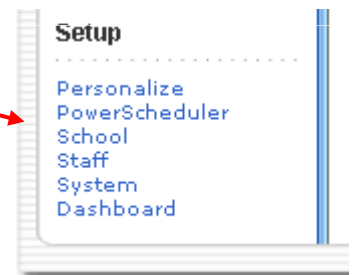 Setup
Personalize
PowerScheduler
School
Staff
System
Dashboard